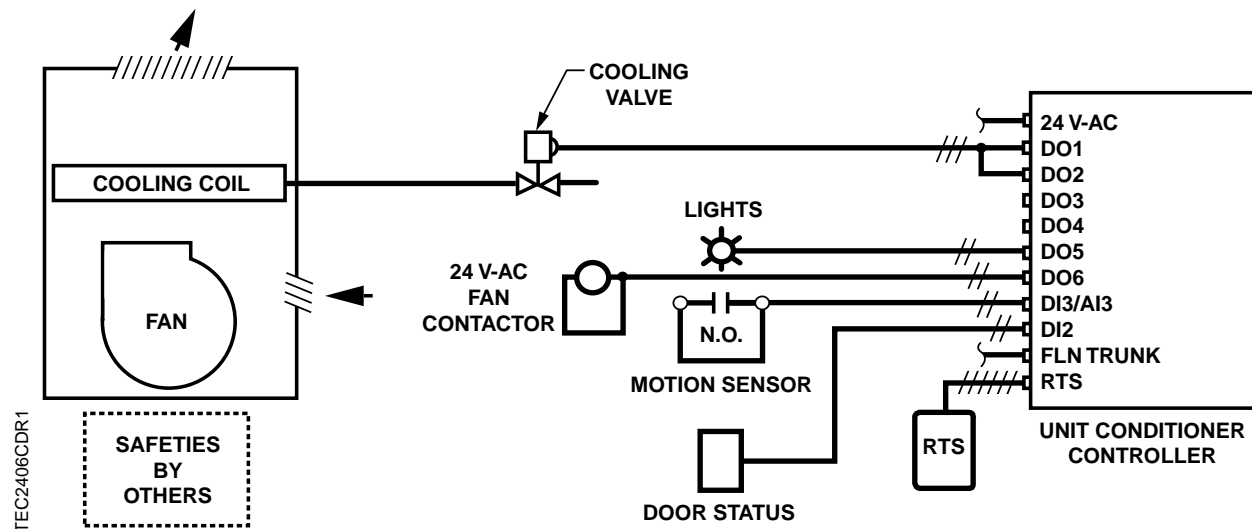 COOLING
VALVE
COOLING COIL
FAN
SAFETIES
BY
OTHERS
TEC2406CDR1
LIGHTS
24 V-AC
FAN
CONTACTOR
N.O.
MOTION SENSOR
DOOR STATUS
RTS
24 V-AC
DO1
DO2
DO3
DO4
DO5
DO6
DI3/AI3
DI2
FLN TRUNK
RTS
UNIT CONDITIONER
CONTROLLER